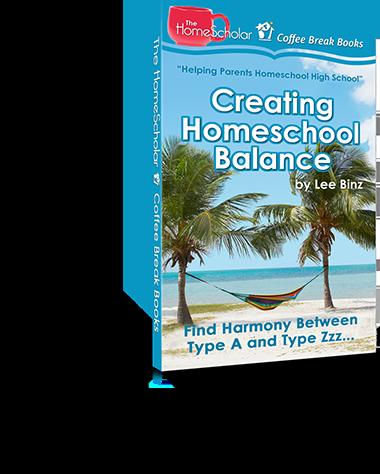 The
HomeScholar
Coffee Break Books
"Helping Parents Homeschool High School"
Creating
Homeschool
Balance
by Lee Binz
Find Harmony Between
Type A and Type Zzz...
The HomeScholar Coffee Break Books